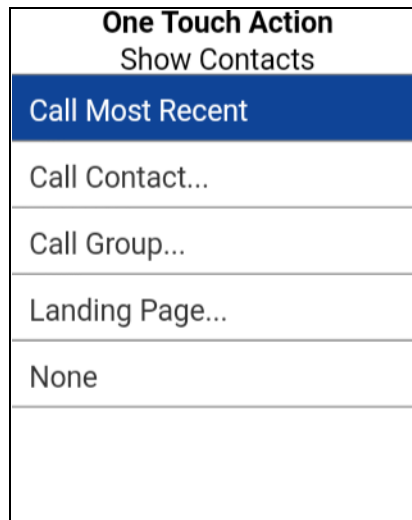 One Touch Action
Show Contacts
Call Most Recent
Call Contact...
Call Group...
Landing Page...
None